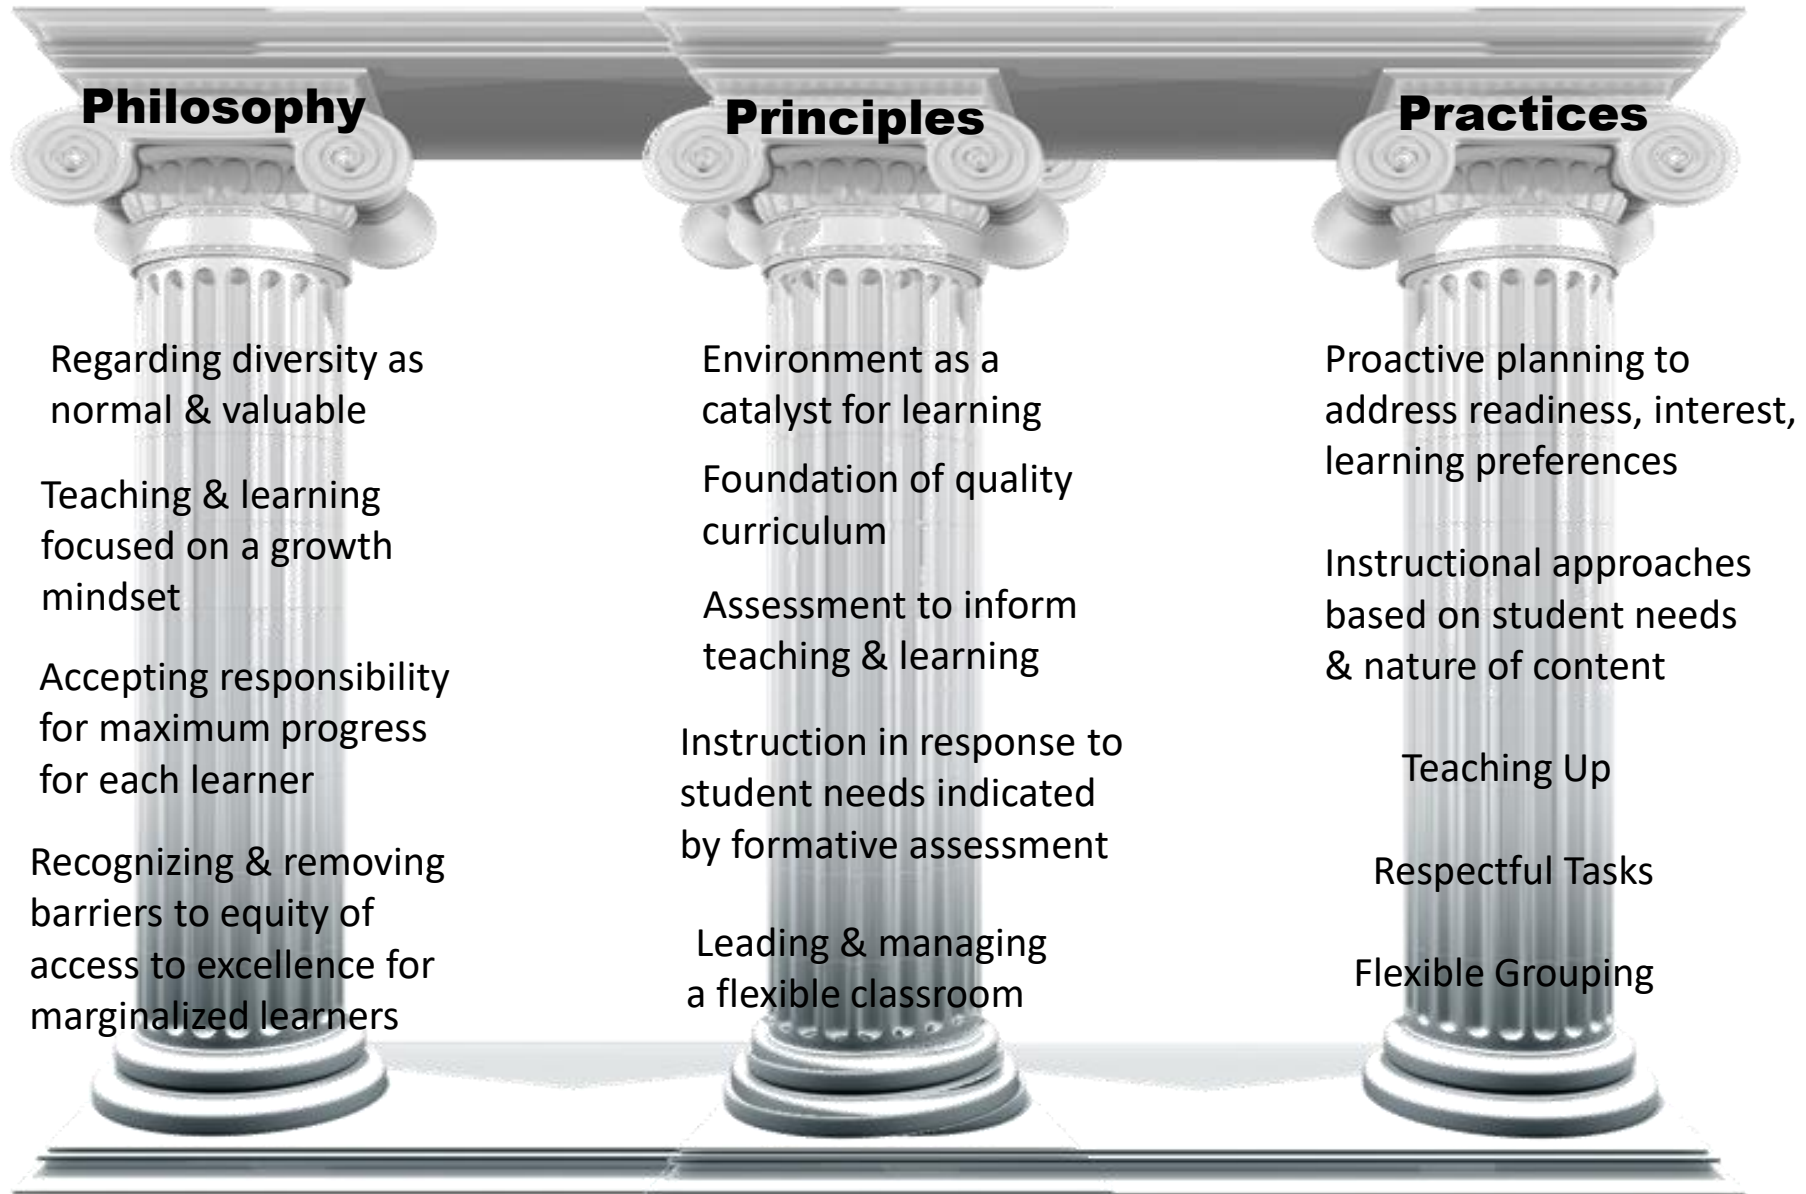 Philosophy
Regarding diversity as
normal & valuable
Teaching & learning
focused on a growth
mindset
Accepting responsibility
for maximum progress
for each learner
Recognizing & removing
barriers to equity of
access to excellence for
marginalized learners
Principles
Environment as a
catalyst for learning
Foundation of quality
curriculum
Assessment to inform
teaching & learning
Instruction in response to
student needs indicated
by formative assessment
Leading & managing
a flexible classroom
Practices
Proactive planning to
address readiness, interest,
learning preferences
Instructional approaches
based on student needs
& nature of content
Teaching Up
Respectful Tasks
Flexible Grouping